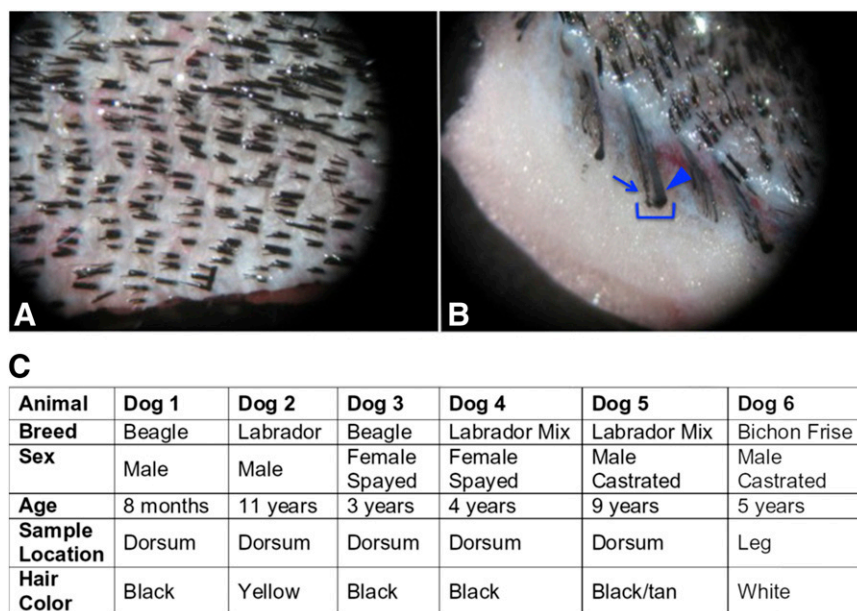 A
B
C
Animal Dog 1 Dog 2 Dog 3 Dog 4 Dog 5 Dog 6
Breed Beagle Labrador Beagle Labrador Mix Labrador Mix Bichon Frise
Sex Male Male Female Spayed Female Spayed Male Castrated Male Castrated
Age 8 months 11 years 3 years 4 years 9 years 5 years
Sample Location Dorsum Dorsum Dorsum Dorsum Dorsum Leg
Hair Color Black Yellow Black Black Black/tan White